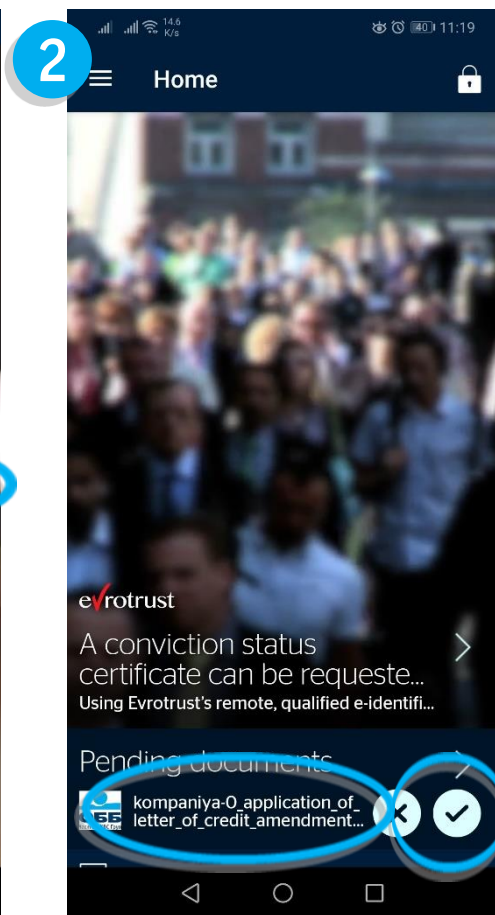 2
14.6
K/s
40 11:19
Home
evrotrust
A conviction status
certificate can be requeste...
Using Evrotrust's remote, qualified e-identifi...
Pending documents
ОББ
kompaniya-0_application_of_
letter_of_credit_amendment...